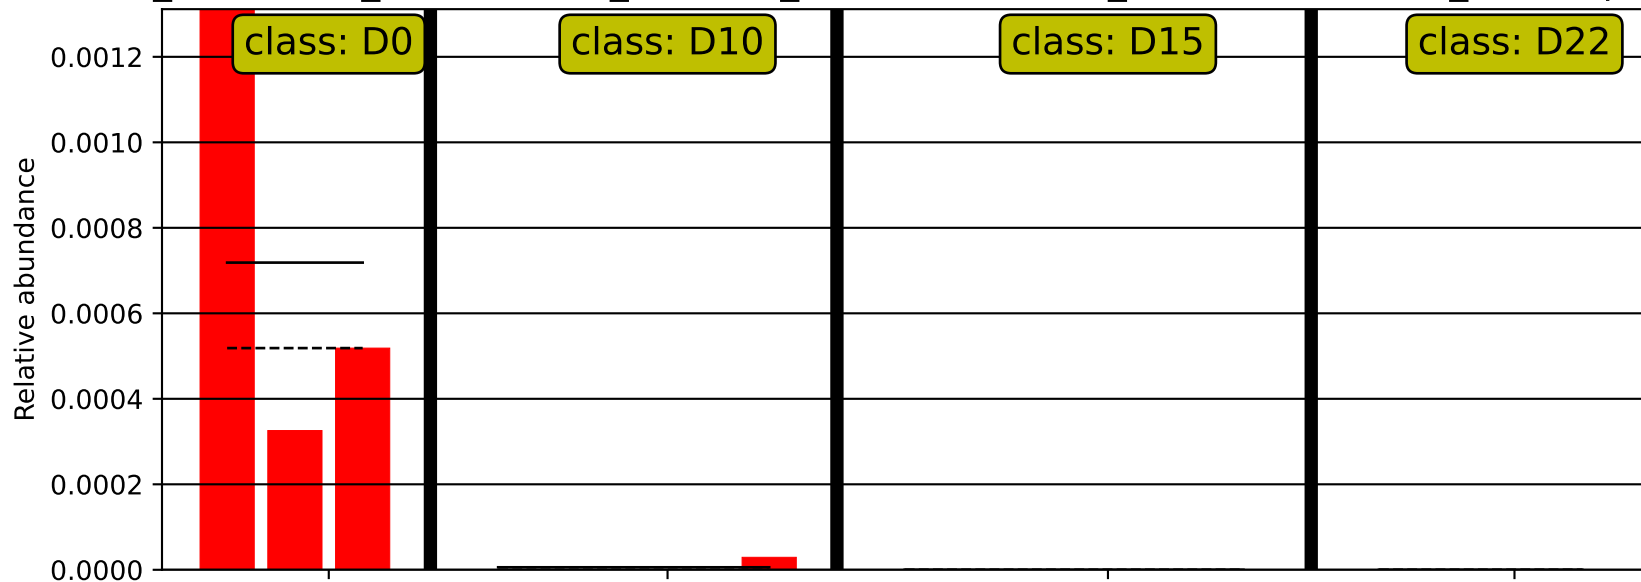 class: D0
class: D10
class: D15
class: D22
Relative abundance
0.0012
0.0010
0.0008
0.0006
0.0004
0.0002
0.0000